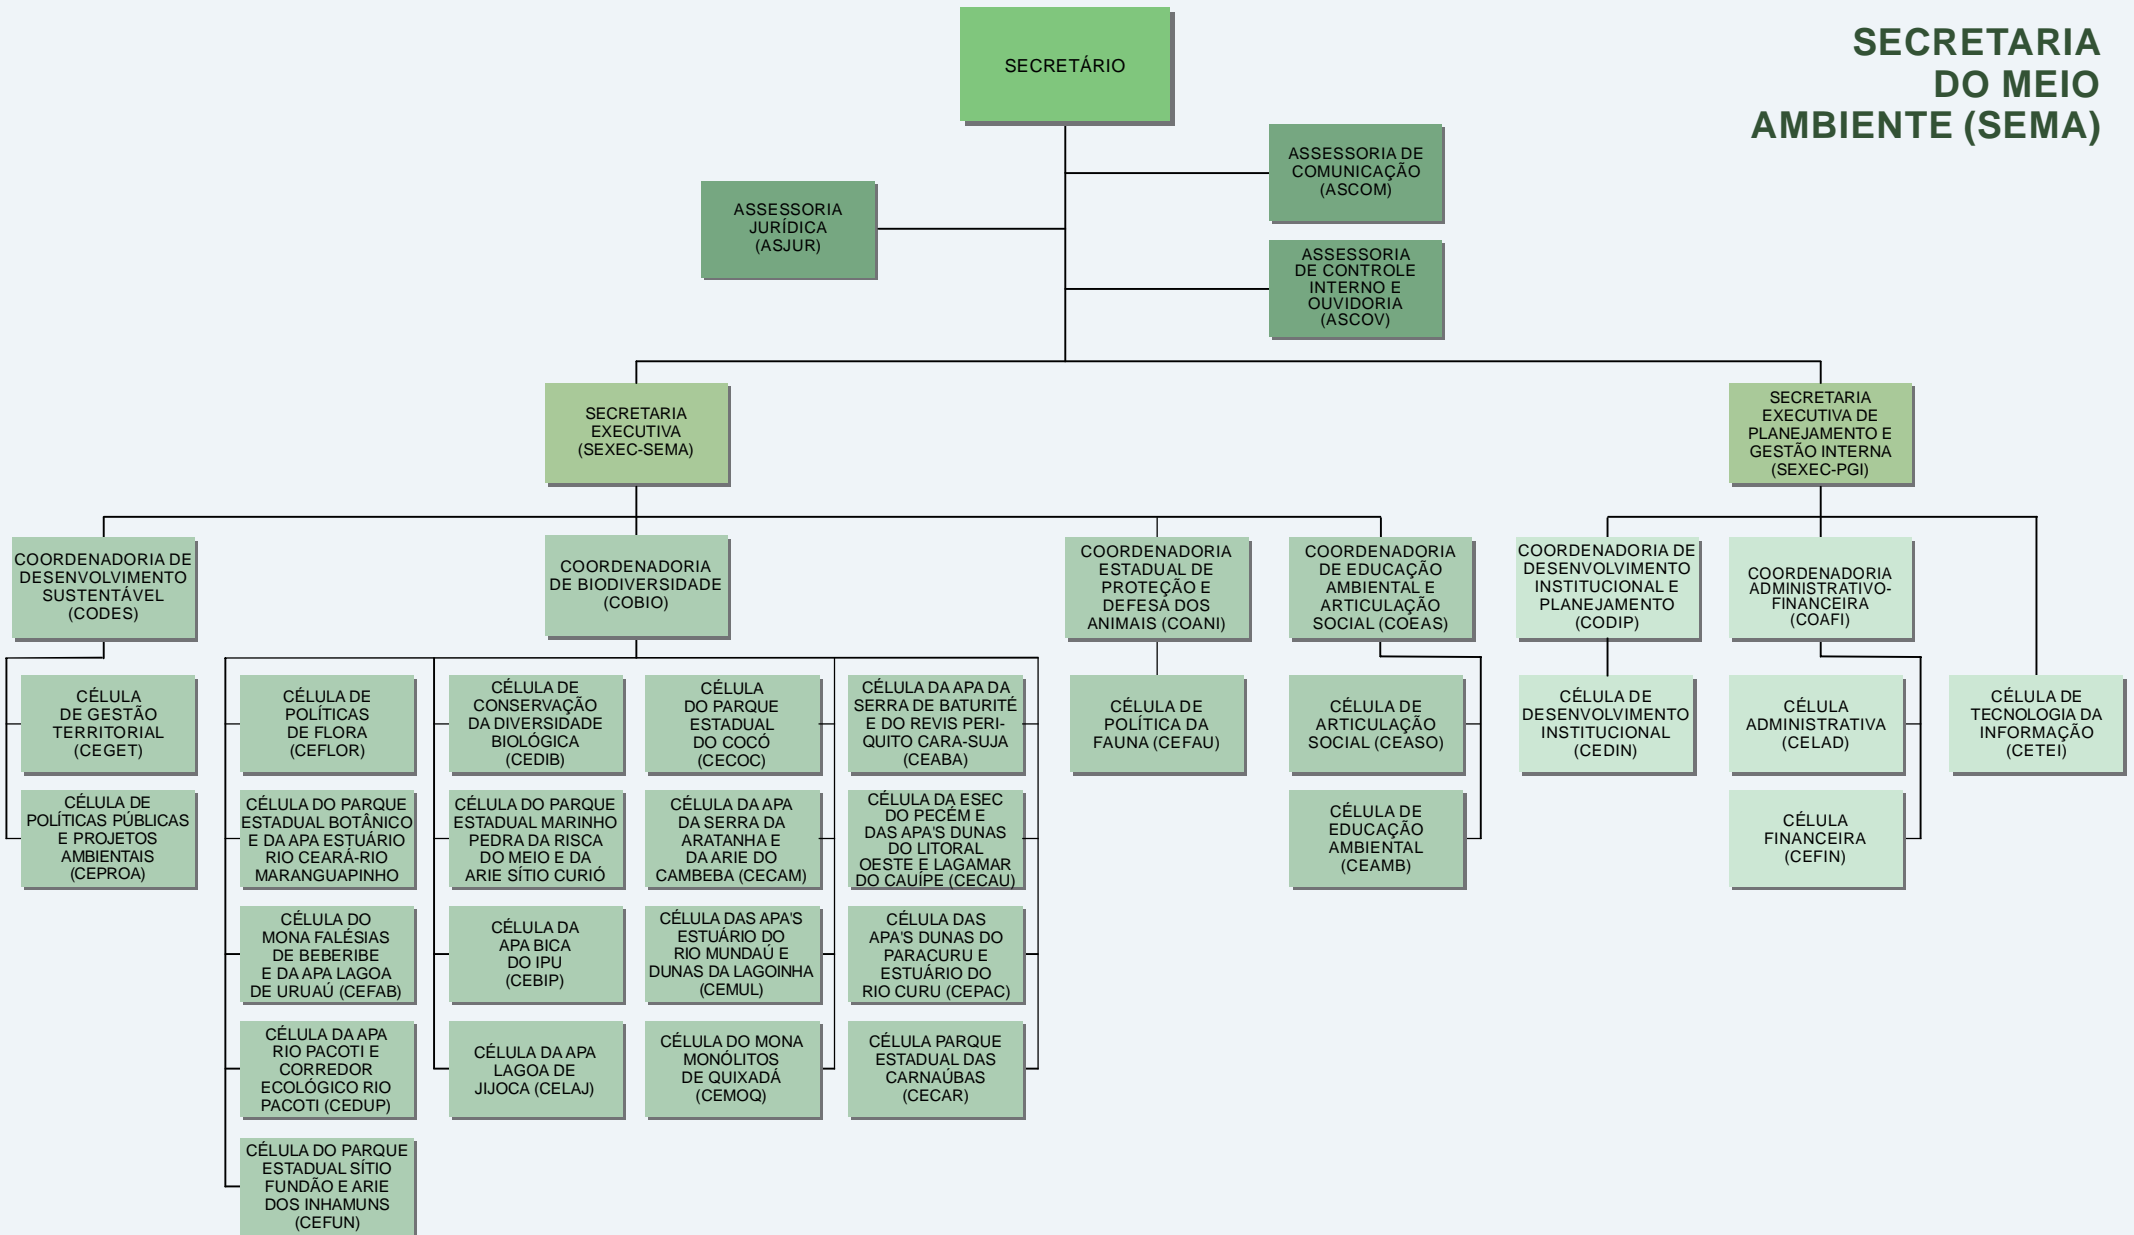 SECRETARIA
DO MEIO
AMBIENTE (SEMA)
SECRETÁRIO
ASSESSORIA DE
COMUNICAÇÃO
(ASCOM)
ASSESSORIA
JURÍDICA
(ASJUR)
ASSESSORIA
DE CONTROLE
INTERNO E
OUVIDORIA
(ASCOV)
SECRETARIA
EXECUTIVA
(SEXEC-SEMA)
SECRETARIA
EXECUTIVA DE
PLANEJAMENTO E
GESTÃO INTERNA
(SEXEC-PGI)
COORDENADORIA DE
DESENVOLVIMENTO
SUSTENTÁVEL
(CODES)
COORDENADORIA
DE BIODIVERSIDADE
(COBIO)
COORDENADORIA
ESTADUAL DE
PROTEÇÃO E
DEFESA DOS
ANIMAIS (COANI)
COORDENADORIA
DE EDUCAÇÃO
AMBIENTAL E
ARTICULAÇÃO
SOCIAL (COEAS)
COORDENADORIA DE
DESENVOLVIMENTO
INSTITUCIONAL E
PLANEJAMENTO
(CODIP)
COORDENADORIA
ADMINISTRATIVO-
FINANCEIRA
(COAFI)
CÉLULA
DE GESTÃO
TERRITORIAL
(CEGET)
CÉLULA DE
POLÍTICAS
DE FLORA
(CEFLOR)
CÉLULA DE
CONSERVAÇÃO
DA DIVERSIDADE
BIOLÓGICA
(CEDIB)
CÉLULA
DO PARQUE
ESTADUAL
DO COCÓ
(CECOC)
CÉLULA DA APA DA
SERRA DE BATURITÉ
E DO REVIS PERI-
QUITO CARA-SUJA
(CEABA)
CÉLULA DE
POLÍTICA DA
FAUNA (CEFAU)
CÉLULA DE
ARTICULAÇÃO
SOCIAL (CEASO)
CÉLULA DE
DESENVOLVIMENTO
INSTITUCIONAL
(CEDIN)
CÉLULA
ADMINISTRATIVA
(CELAD)
CÉLULA DE
TECNOLOGIA DA
INFORMAÇÃO
(CETEI)
CÉLULA DE
POLÍTICAS PÚBLICAS
E PROJETOS
AMBIENTAIS
(CEPROA)
CÉLULA DO PARQUE
ESTADUAL BOTÂNICO
E DA APA ESTUÁRIO
RIO CEARÁ-RIO
MARANGUAPINHO
CÉLULA DO PARQUE
ESTADUAL MARINHO
PEDRA DA RISCA
DO MEIO E DA
ARIE SÍTIO CURIÓ
CÉLULA DA APA
DA SERRA DA
ARATANHA E
DA ARIE DO
CAMBEBA (CECAM)
CÉLULA DA ESEC
DO PECÉM E
DAS APA'S DUNAS
DO LITORAL
OESTE E LAGAMAR
DO CAUÍPE (CECAU)
CÉLULA DE
EDUCAÇÃO
AMBIENTAL
(CEAMB)
CÉLULA
FINANCEIRA
(CEFIN)
CÉLULA DO
MONA FALÉSIAS
DE BEBERIBE
E DA APA LAGOA
DE URUAÚ (CEFAB)
CÉLULA DA
APA BICA
DO IPU
(CEBIP)
CÉLULA DAS APA'S
ESTUÁRIO DO
RIO MUNDAÚ E
DUNAS DA LAGOINHA
(CEMUL)
CÉLULA DAS
APA'S DUNAS DO
PARACURU E
ESTUÁRIO DO
RIO CURU (CEPAC)
CÉLULA DA APA
RIO PACOTI E
CORREDOR
ECOLÓGICO RIO
PACOTI (CEDUP)
CÉLULA DA APA
LAGOA DE
JIJOCA (CELAJ)
CÉLULA DO MONA
MONÓLITOS
DE QUIXADÁ
(CEMOQ)
CÉLULA PARQUE
ESTADUAL DAS
CARNAÚBAS
(CECAR)
CÉLULA DO PARQUE
ESTADUAL SÍTIO
FUNDÃO E ARIE
DOS INHAMUNS
(CEFUN)